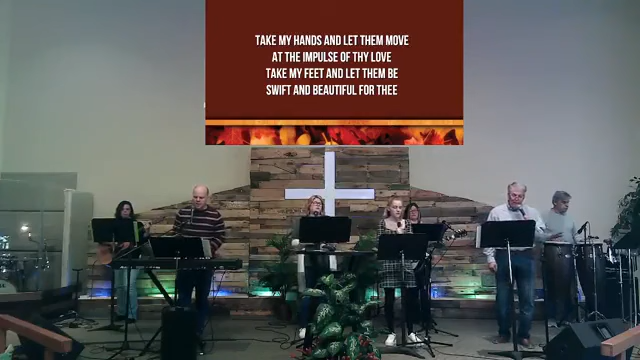 TAKE MY HANDS AND LET THEM MOVE
AT THE IMPULSE OF THY LOVE
TAKE MY FEET AND LET THEM BE
SWIFT AND BEAUTIFUL FOR THEE